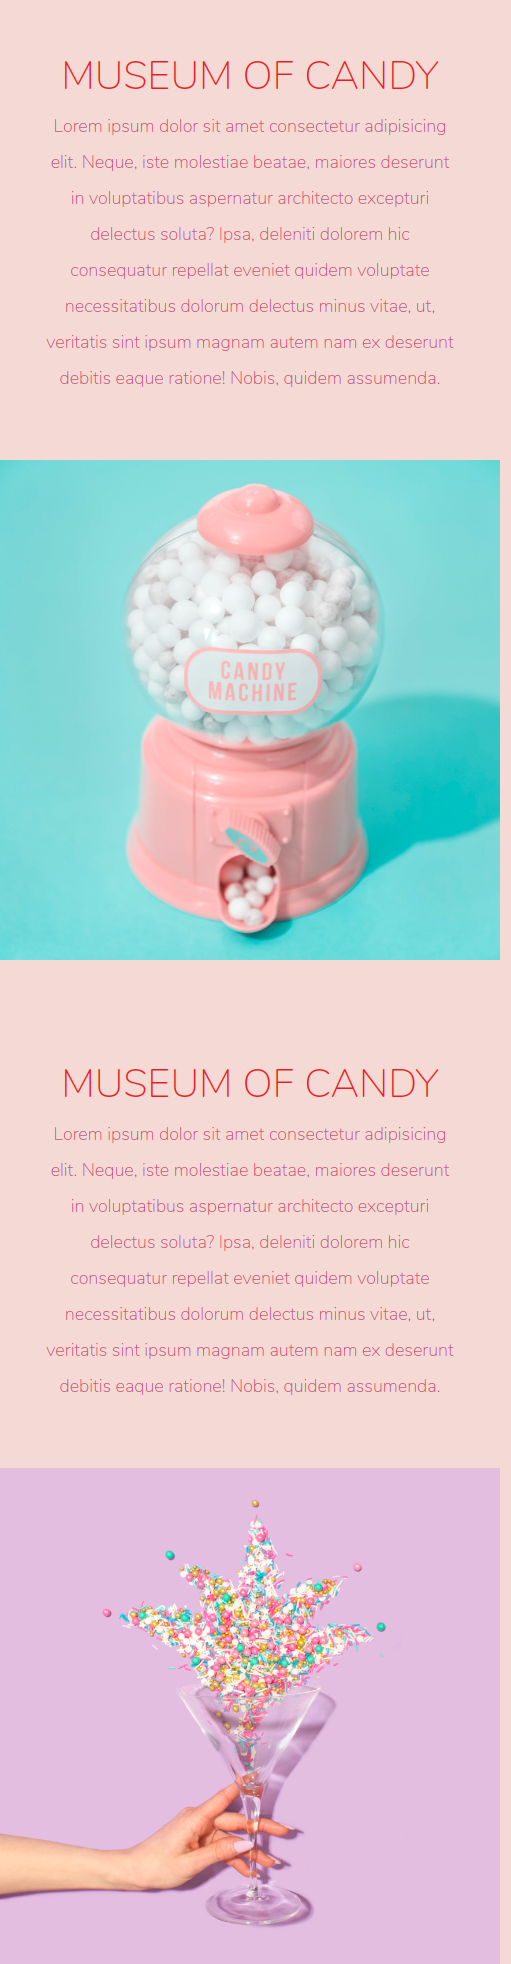 MUSEUM OF CANDY
Lorem ipsum dolor sit amet consectetur adipisicing
elit. Neque, iste molestiae beatae, maiores deserunt
in voluptatibus aspernatur architecto excepturi
delectus soluta? Ipsa, deleniti dolorem hic
consequatur repellat eveniet quidem voluptate
necessitatibus dolorum delectus minus vitae, ut,
veritatis sint ipsum magnam autem nam ex deserunt
debitis eaque ratione! Nobis, quidem assumenda.
CANDY
MACHINE
MUSEUM OF CANDY
Lorem ipsum dolor sit amet consectetur adipisicing
elit. Neque, iste molestiae beatae, maiores deserunt
in voluptatibus aspernatur architecto excepturi
delectus soluta? Ipsa, deleniti dolorem hic
consequatur repellat eveniet quidem voluptate
necessitatibus dolorum delectus minus vitae, ut,
veritatis sint ipsum magnam autem nam ex deserunt
debitis eaque ratione! Nobis, quidem assumenda.